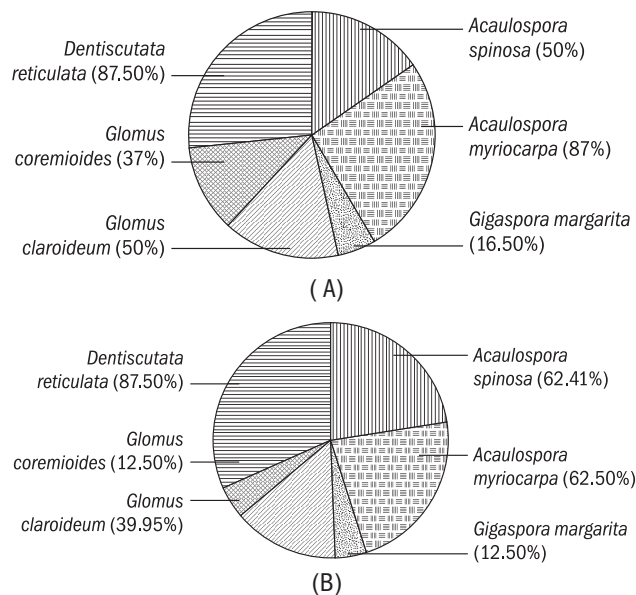 Dentiscutata
reticulata (87.50%)
Acaulospora
spinosa (50%)
Glomus
coremioides (37%)
Acaulospora
myriocarpa (87%)
Glomus
claroideum (50%)
Gigaspora margarita
(16.50%)
( A)
Dentiscutata
reticulata (87.50%)
Acaulospora
spinosa (62.41%)
Glomus
coremioides (12.50%)
Acaulospora
myriocarpa (62.50%)
Glomus
claroideum (39.95%)
Gigaspora margarita
(12.50%)
(B)